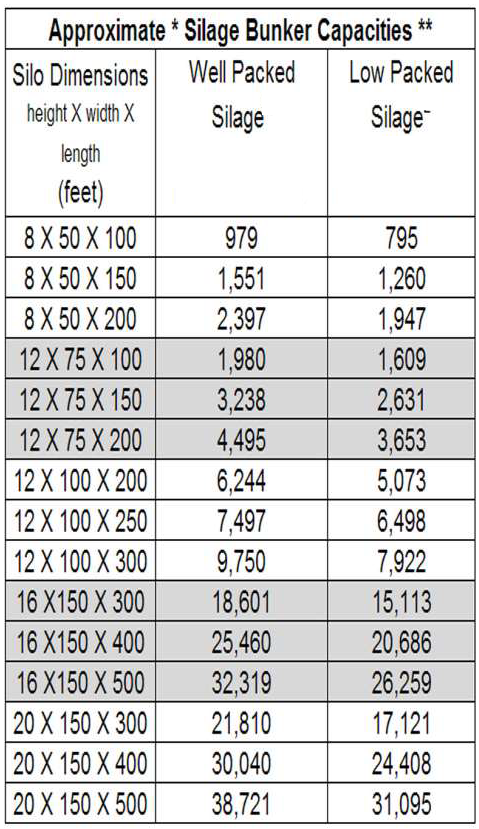 Approximate * Silage Bunker Capacities **
Silo Dimensions Well Packed Low Packed
height X width X Silage Silage~
length
(feet)
8 X 50 X 100 979 795
8 X 50 X 150 1,551 1,260
8 X 50 X 200 2,397 1,947
12 X 75 X 100 1,980 1,609
12 X 75 X 150 3,238 2,631
12 X 75 X 200 4,495 3,653
12 X 100 X 200 6,244 5,073
12 X 100 X 250 7,497 6,498
12 X 100 X 300 9,750 7,922
16 X150 X 300 18,601 15,113
16 X150 X 400 25,460 20,686
16 X150 X 500 32,319 26,259
20 X 150 X 300 21,810 17,121
20 X 150 X 400 30,040 24,408
20 X 150 X 500 38,721 31,095